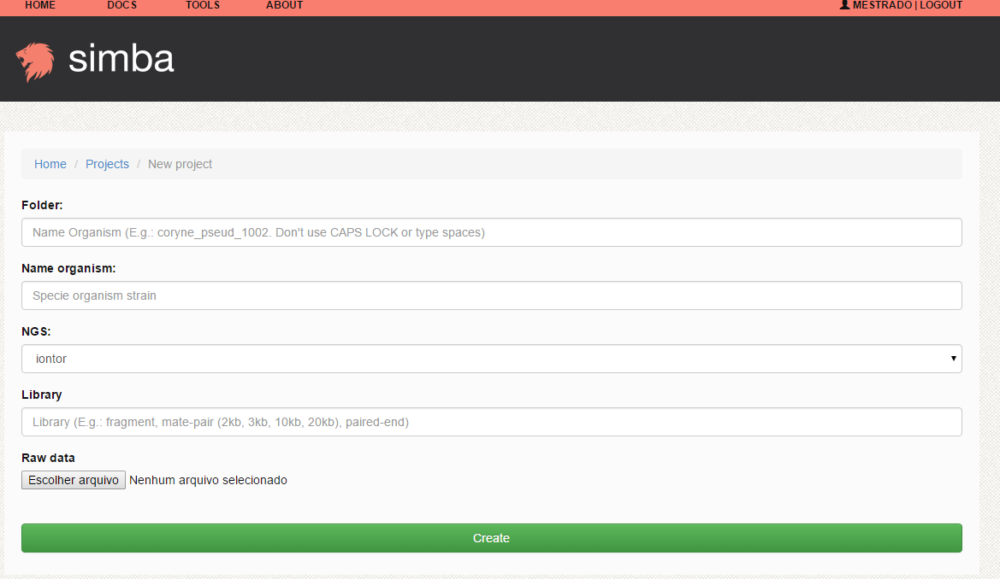 HOME DOCS TOOLS ABOUT MESTRADO | LOGOUT
simba
Home / Projects / New project
Folder:
Name Organism (E.g.: coryne_pseud_1002. Don't use CAPS LOCK or type spaces)
Name organism:
Specie organism strain
NGS:
iontor
Library
Library (E.g.: fragment, mate-pair (2kb, 3kb, 10kb, 20kb), paired-end)
Raw data
Escolher arquivo Nenhum arquivo selecionado
Create